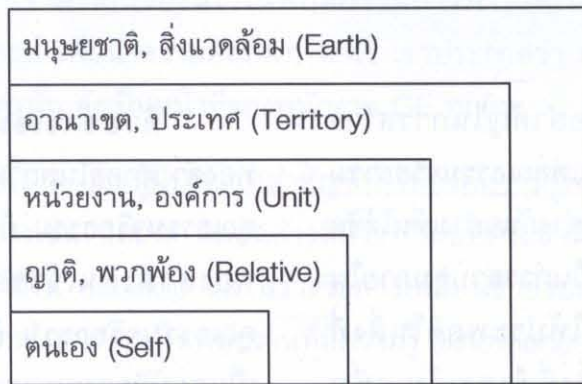 มนุษยชาติ, สิ่งแวดล้อม (Earth)
อาณาเขต, ประเทศ (Territory)
หน่วยงาน, องค์การ (Unit)
ญาติ, พวกพ้อง (Relative)
ตนเอง (Self)